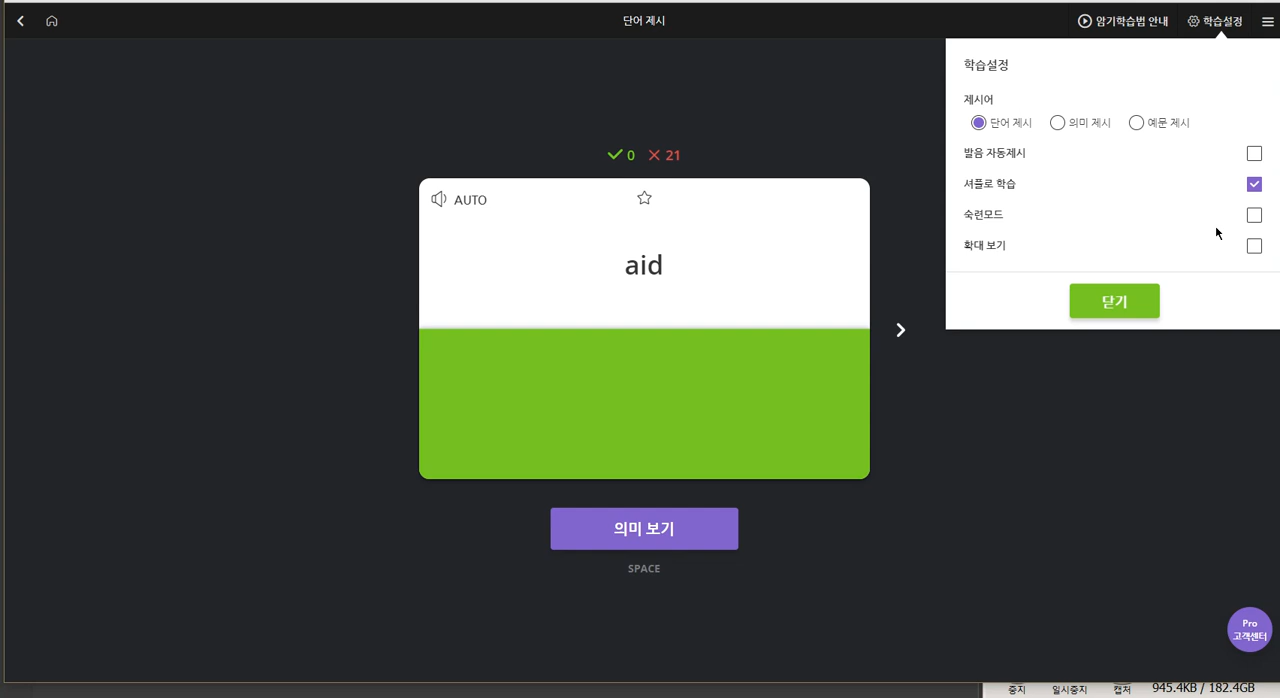 단어 제시
암기학습법 안내
학습설정
학습설정
제시어
단어 제시 의미 제시 예문 제시
발음 자동제시
셔플로 학습
숙련모드
확대 보기
닫기
0 21
AUTO
aid
의미 보기
SPACE
Pro
고객센터
중지 일시중지 캡처 945.4KB / 182.4GB